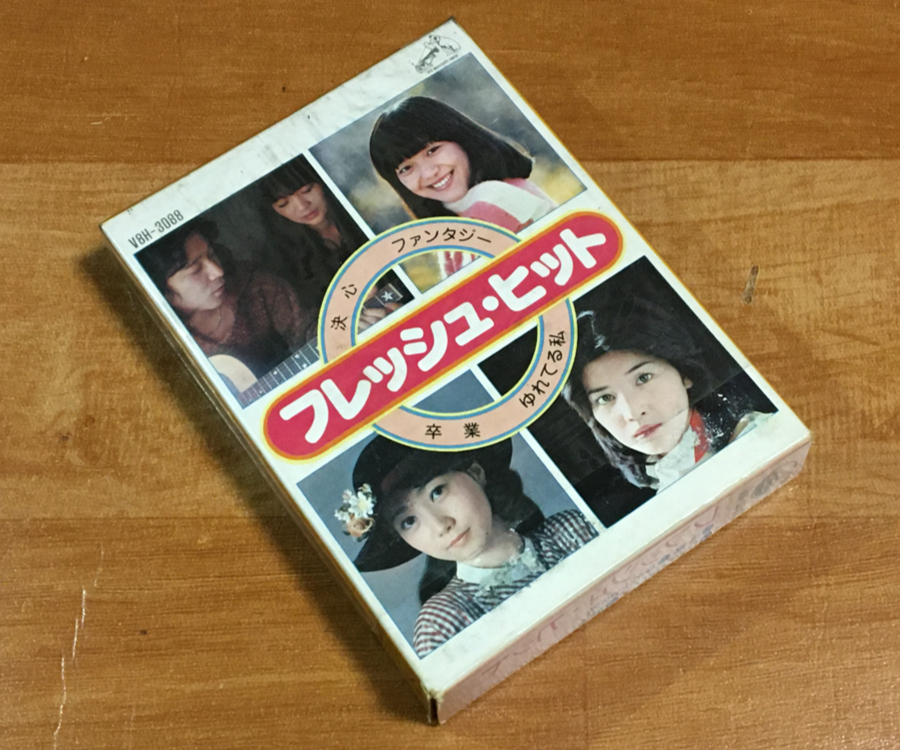 V8H-3088
ファンタジー
決心
フレッシュ・ヒット
ゆれてる私
卒業